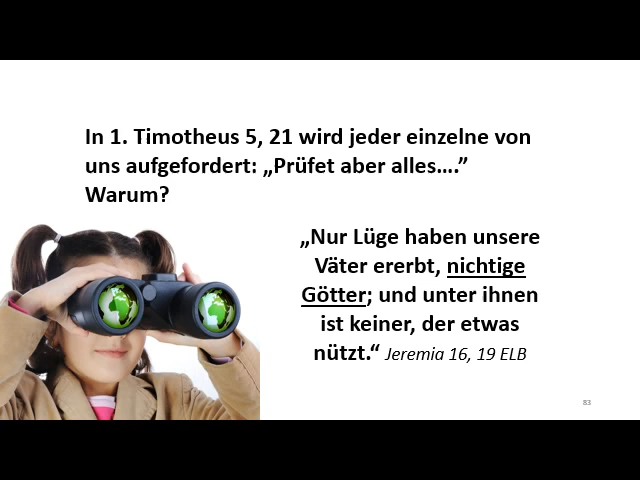 In 1. Timotheus 5, 21 wird jeder einzelne von
uns aufgefordert: „Prüfet aber alles….”
Warum?
„Nur Lüge haben unsere
Väter ererbt, nichtige
Götter; und unter ihnen
ist keiner, der etwas
nützt.“ Jeremia 16, 19 ELB
83